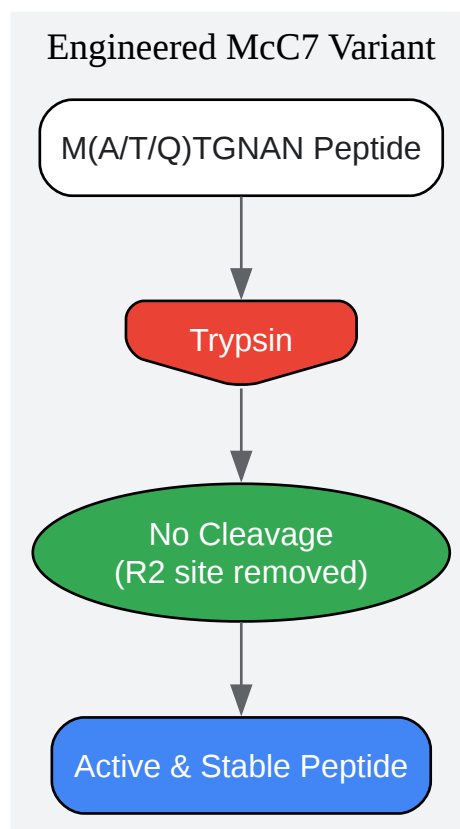 Engineered McC7 Variant
M(A/T/Q)TGNAN Peptide
Trypsin
No Cleavage
(R2 site removed)
Active & Stable Peptide